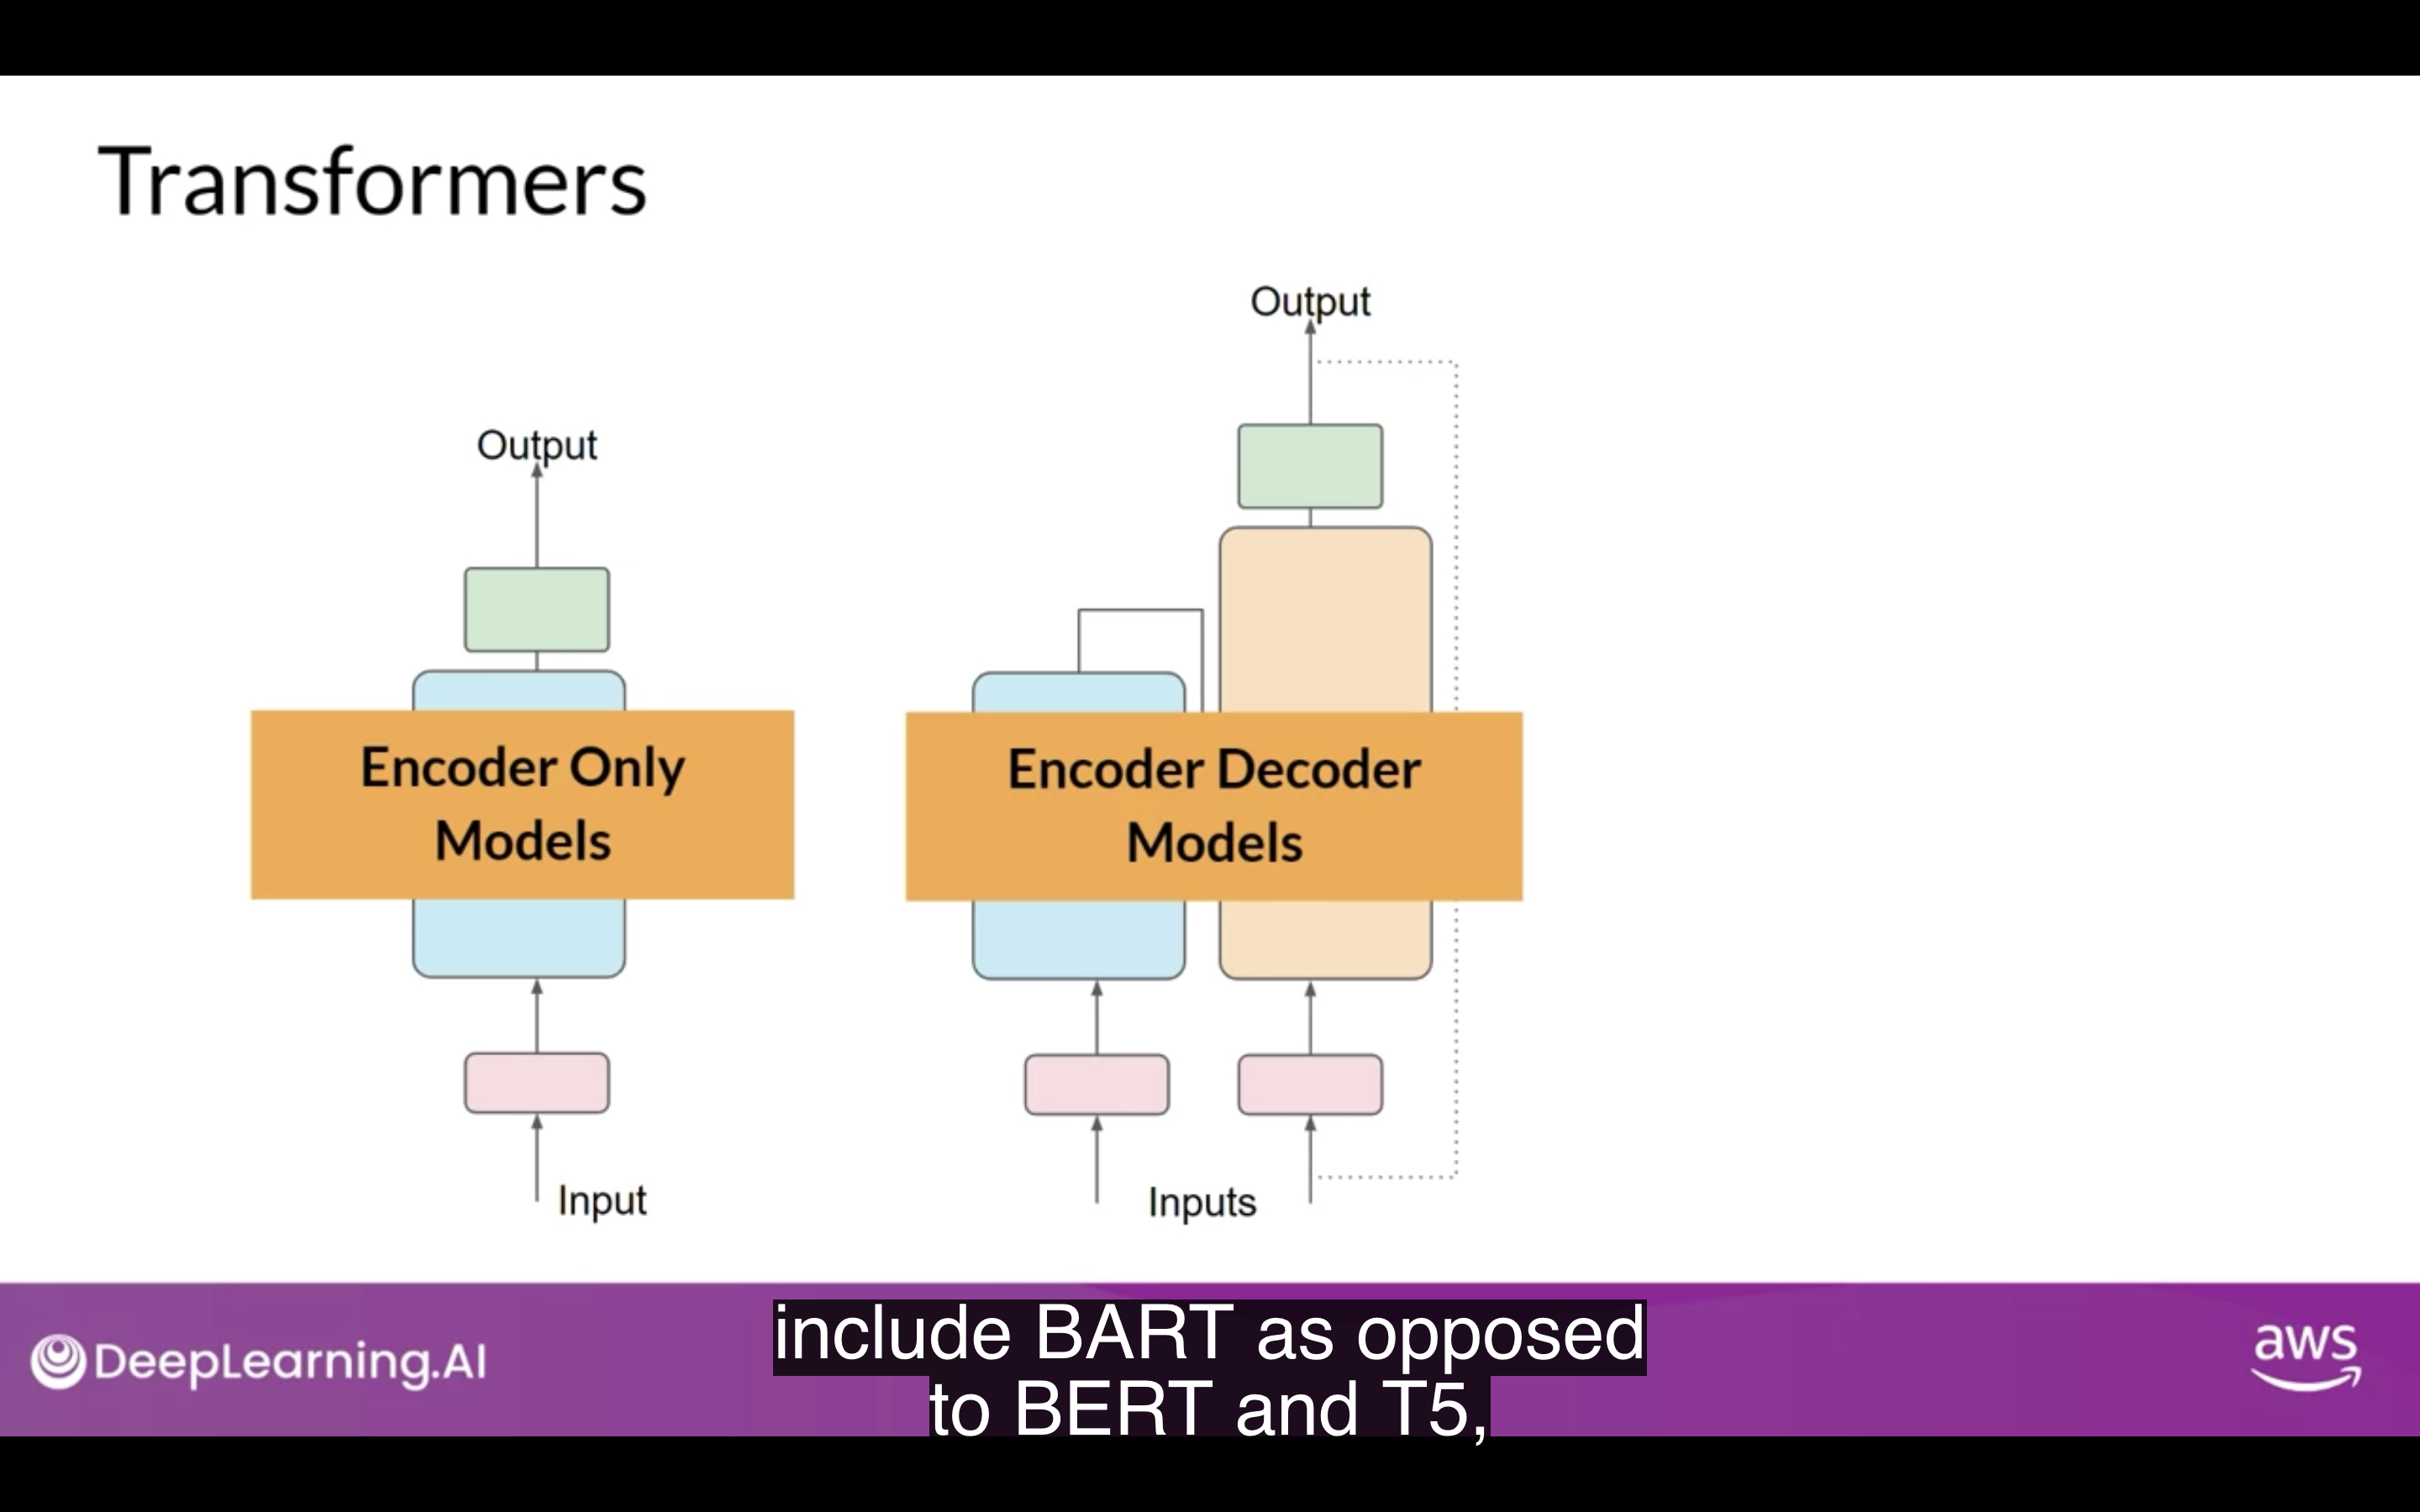 Transformers
Output
Output
Encoder Only
Models
Encoder Decoder
Models
Input
Inputs
DeepLearning.AI
include BART as opposed
to BERT and T5,
aws